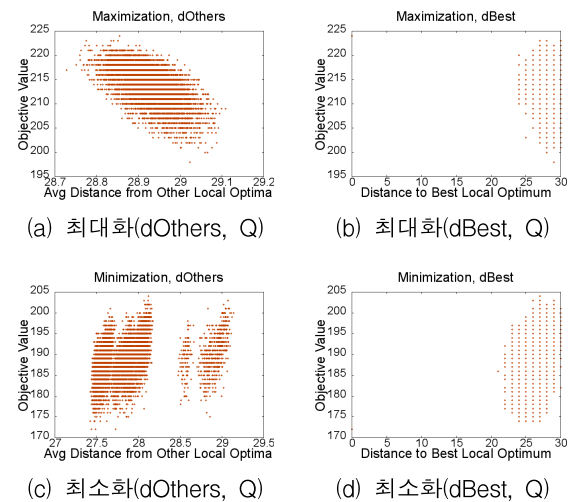 Maximization, dOthers
Objective Value
225
220
215
210
205
200
195
28.7 28.8 28.9 29 29.1 29.2
Avg Distance from Other Local Optima
(a) 최대화(dOthers, Q)
Maximization, dBest
Objective Value
225
220
215
210
205
200
195
0 5 10 15 20 25 30
Distance to Best Local Optimum
(b) 최대화(dBest, Q)
Minimization, dOthers
Objective Value
205
200
195
190
185
180
175
170
27 27.5 28 28.5 29 29.5
Avg Distance from Other Local Optima
(c) 최소화(dOthers, Q)
Minimization, dBest
Objective Value
205
200
195
190
185
180
175
170
0 5 10 15 20 25 30
Distance to Best Local Optimum
(d) 최소화(dBest, Q)